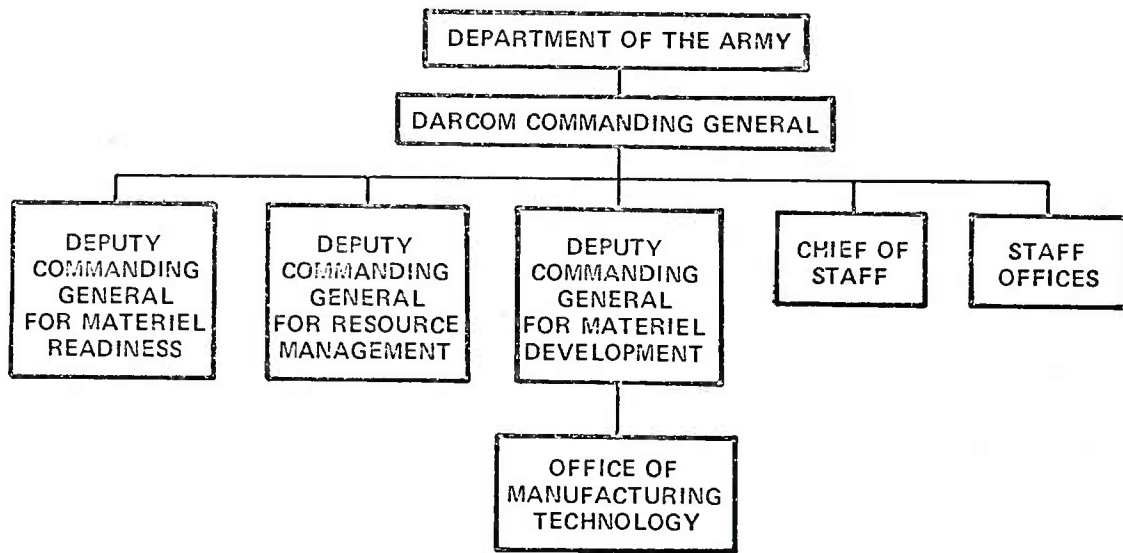 DEPARTMENT OF THE ARMY
DARCOM COMMANDING GENERAL
DEPUTY
COMMANDING
GENERAL
FOR MATERIEL
READINESS
DEPUTY
COMMANDING
GENERAL
FOR RESOURCE
MANAGEMENT
DEPUTY
COMMANDING
GENERAL
FOR MATERIEL
DEVELOPMENT
CHIEF OF
STAFF
STAFF
OFFICES
OFFICE OF
MANUFACTURING
TECHNOLOGY